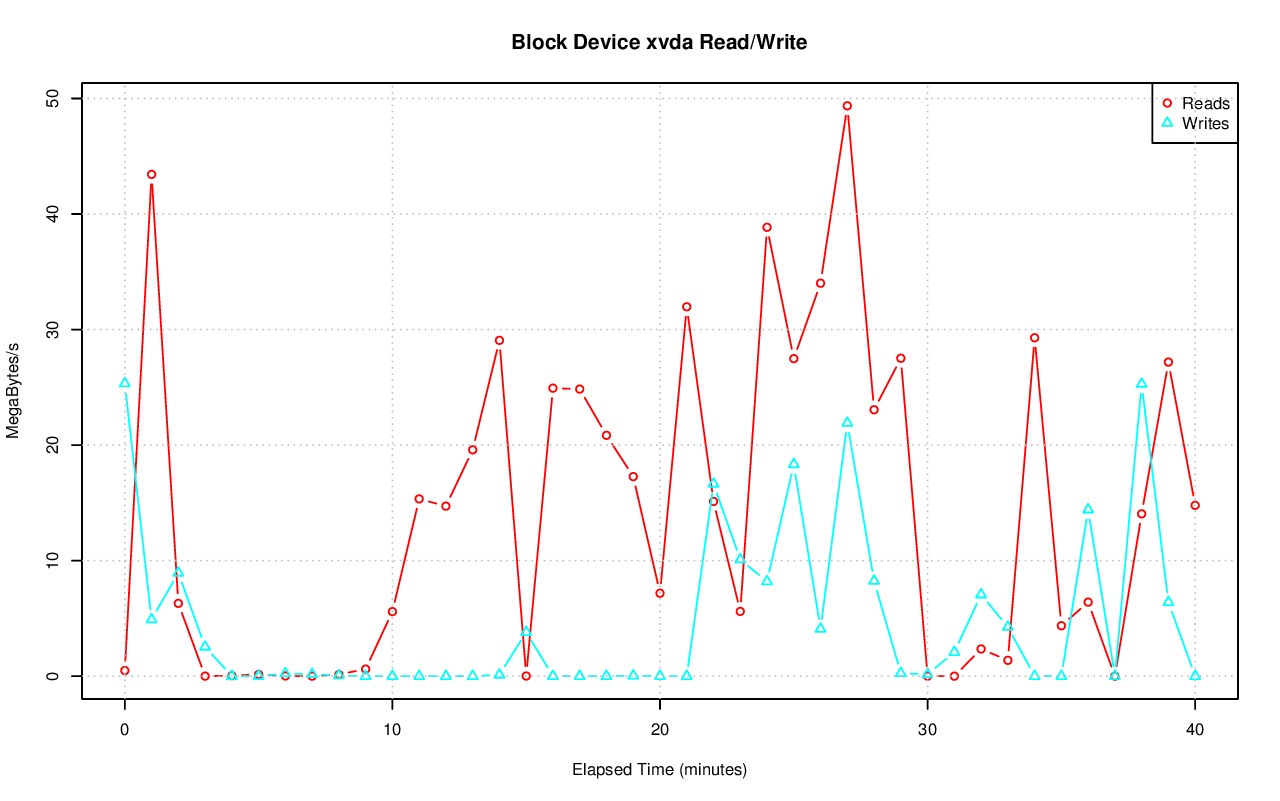 Block Device xvda Read/Write
Reads
Writes
MegaBytes/s
50
40
30
20
10
0
0 10 20 30 40
Elapsed Time (minutes)